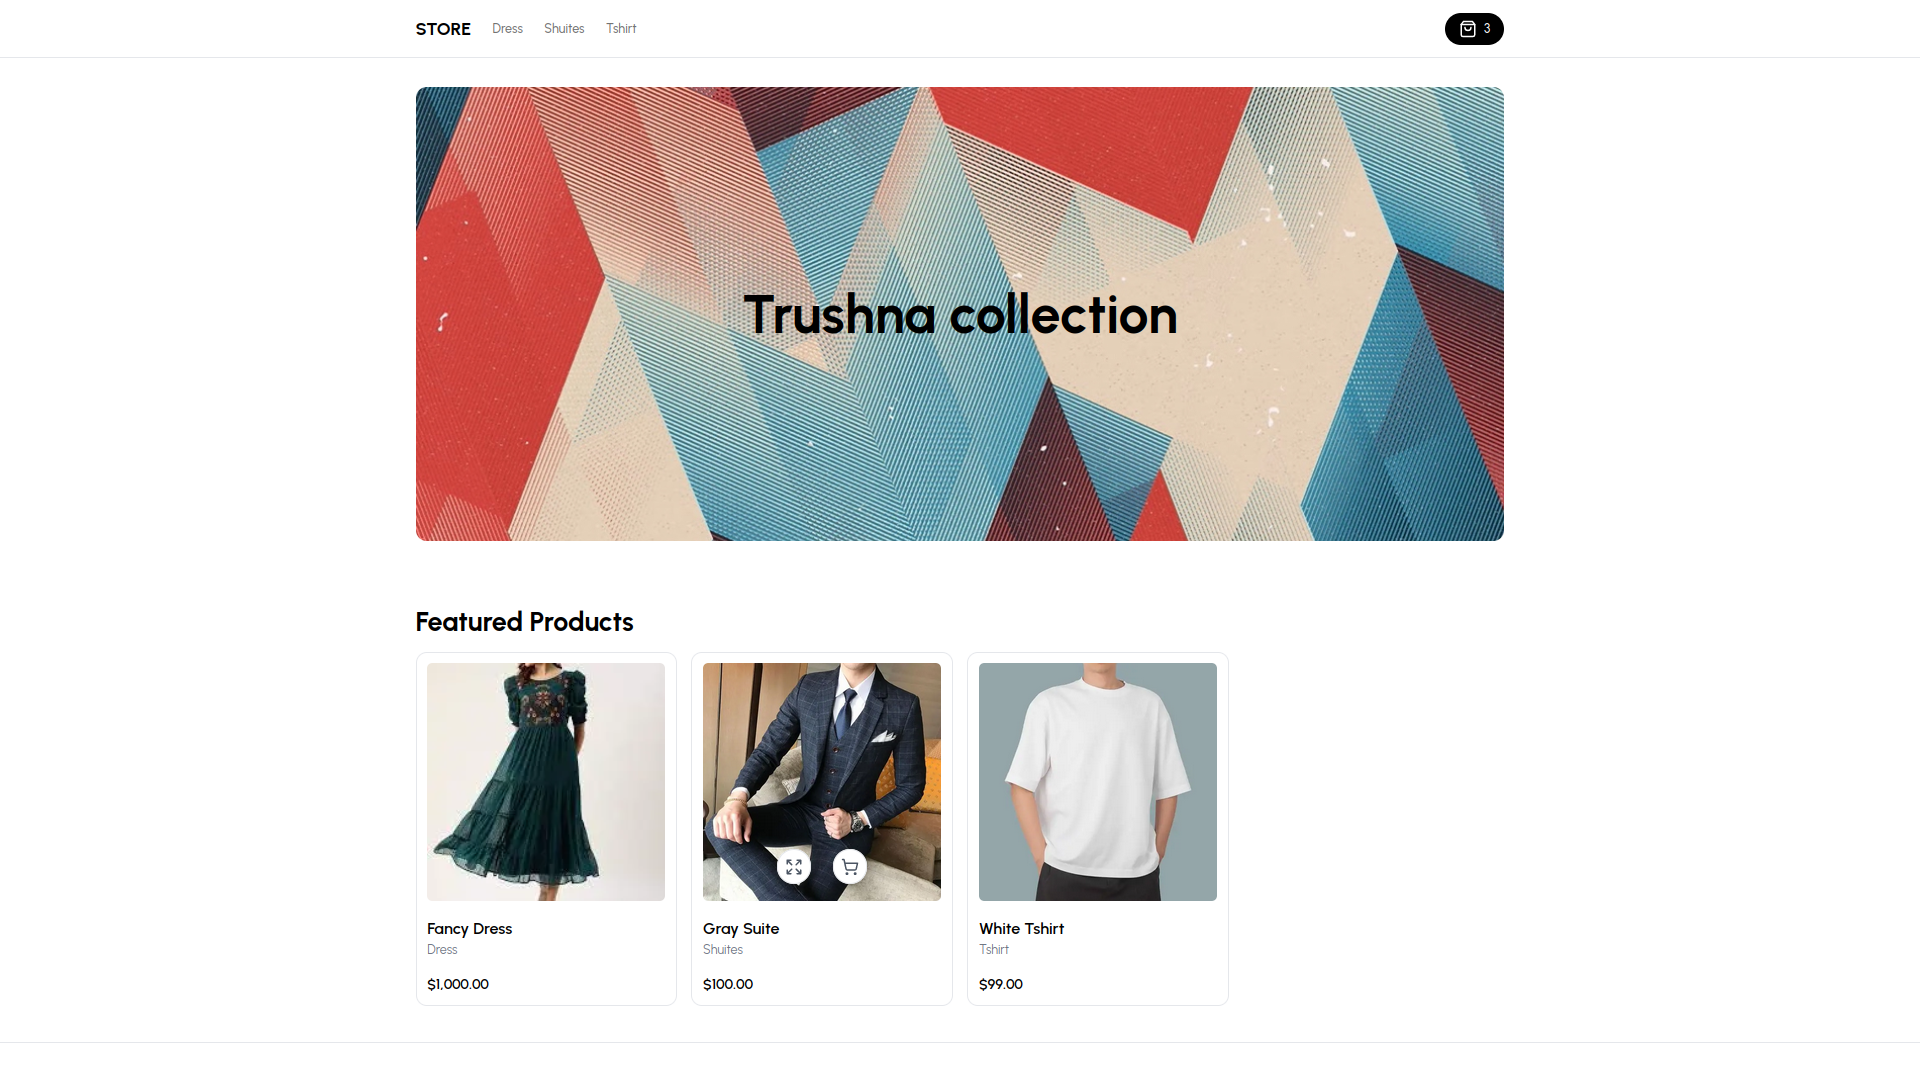 STORE Dress Shuites Tshirt 3
Trushna collection
Featured Products
Fancy Dress
Dress
$1,000.00
Gray Suite
Shuites
$100.00
White Tshirt
Tshirt
$99.00